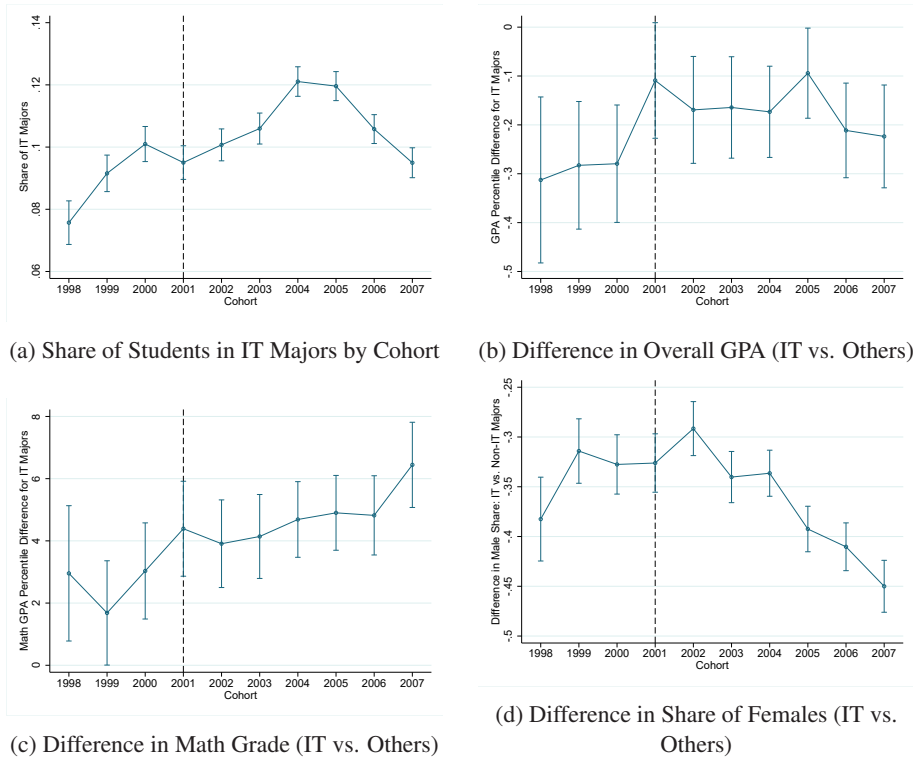 Share of IT Majors
.14
.12
.1
.08
.06
1998 1999 2000 2001 2002 2003 2004 2005 2006 2007
Cohort
(a) Share of Students in IT Majors by Cohort
GPA Percentile Difference for IT Majors
0
-.1
-.2
-.3
-.4
-.5
1998 1999 2000 2001 2002 2003 2004 2005 2006 2007
Cohort
(b) Difference in Overall GPA (IT vs. Others)
Math GPA Percentile Difference for IT Majors
8
6
4
2
0
1998 1999 2000 2001 2002 2003 2004 2005 2006 2007
Cohort
(c) Difference in Math Grade (IT vs. Others)
Difference in Male Share: IT vs. Non-IT Majors
-.25
-.3
-.35
-.4
-.45
-.5
1998 1999 2000 2001 2002 2003 2004 2005 2006 2007
Cohort
(d) Difference in Share of Females (IT vs.
Others)